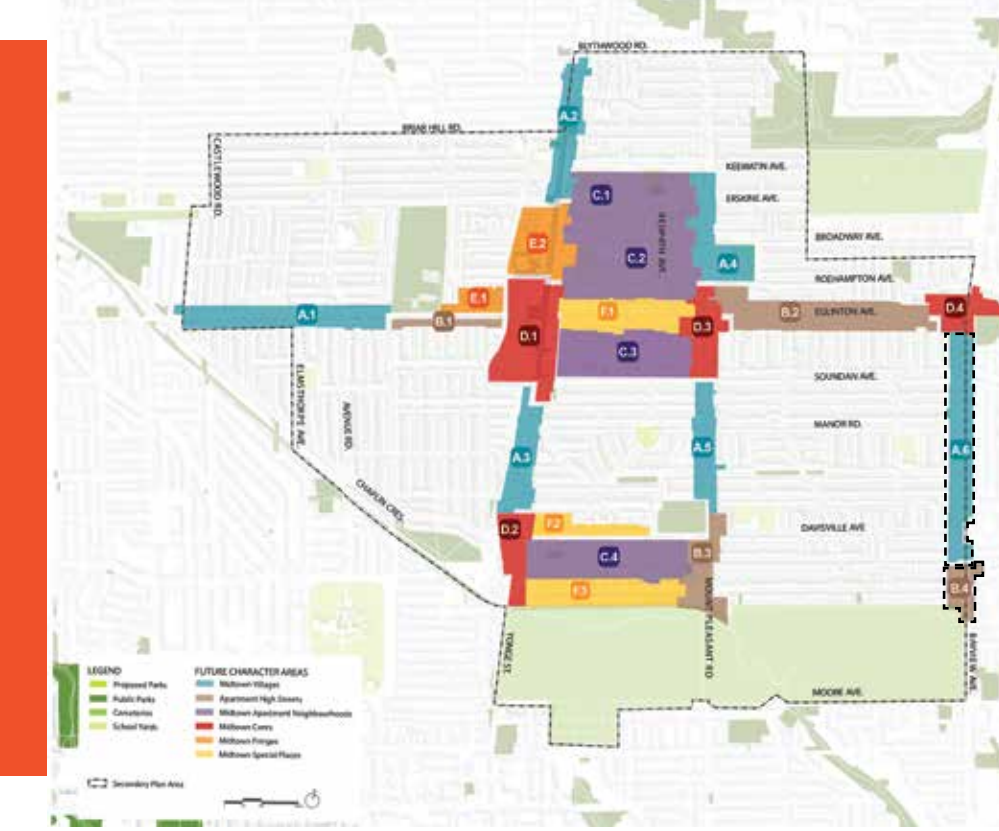 BLYTHWOOD RD.
A.2
BRIAR HILL RD.
CASTLEWOOD RD.
KEEWATIN AVE.
C.1
ERSKINE AVE.
REDPATH AVE.
BROADWAY AVE.
E.2
C.2
A.4
ROEHAMPTON AVE.
E.1
A.1
B.1
F.1
B.2
EGLINTON AVE.
D.4
D.1
D.3
C.3
SOUDAN AVE.
ELMSTHORPE AVE.
AVENUE RD.
MANOR RD.
A.3
A.5
A.6
CHAPLIN CRES.
D.2
F.2
DAVISVILLE AVE
C.4
B.3
F.3
B.4
MOUNT PLEASANT RD
YONGE ST.
BAYVIEW AVE.
MOORE AVE.
LEGEND
Proposed Parks
Public Parks
Cemeteries
School Yards
Secondary Plan Area
FUTURE CHARACTER AREAS
Midtown Villages
Apartment High Streets
Midtown Apartment Neighbourhoods
Midtown Cores
Midtown Fringes
Midtown Special Places